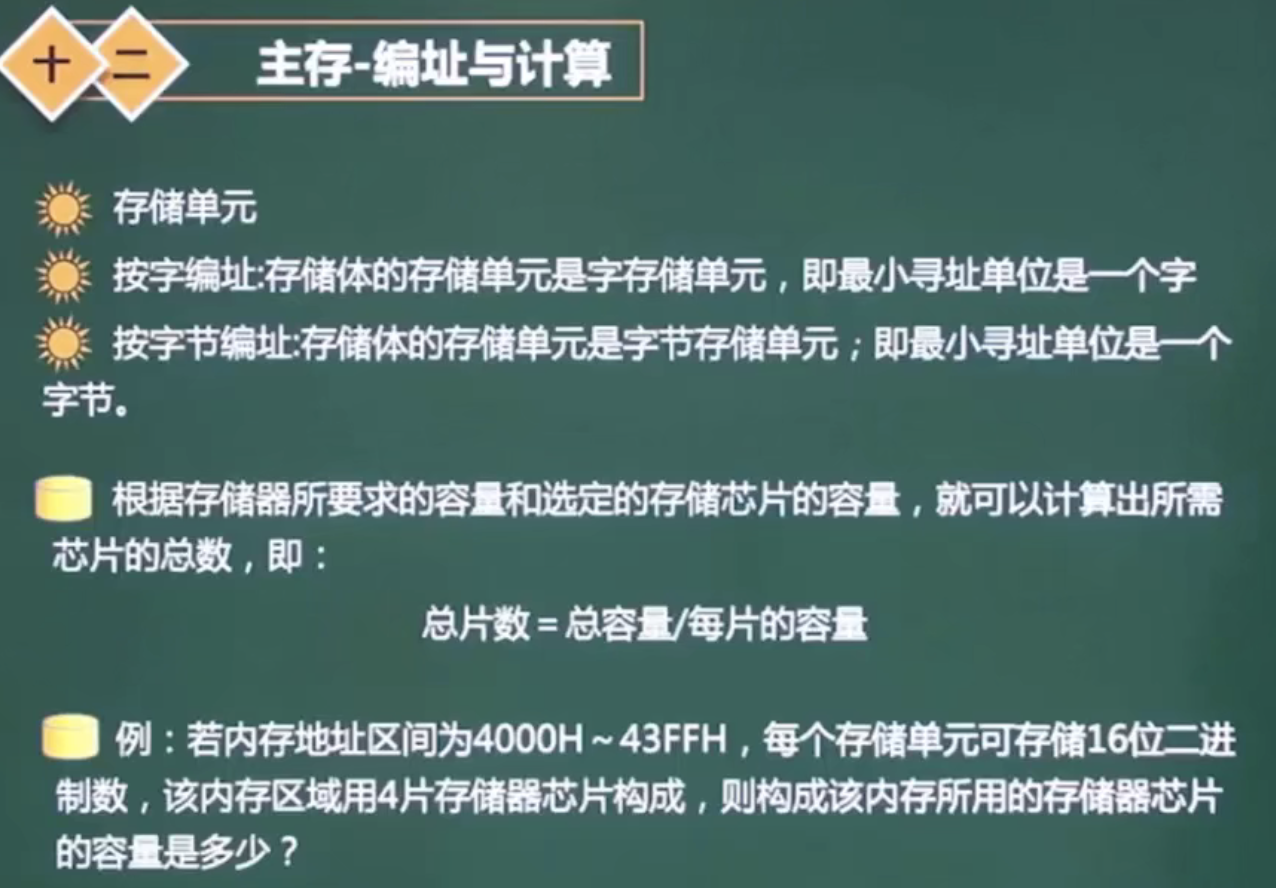 十二 主存-编址与计算
存储单元
按字编址:存储体的存储单元是字存储单元，即最小寻址单位是一个字
按字节编址:存储体的存储单元是字节存储单元；即最小寻址单位是一个
字节。
根据存储器所要求的容量和选定的存储芯片的容量，就可以计算出所需
芯片的总数，即：
总片数=总容量/每片的容量
例：若内存地址区间为4000H～43FFH，每个存储单元可存储16位二进
制数，该内存区域用4片存储器芯片构成，则构成该内存所用的存储器芯片
的容量是多少？